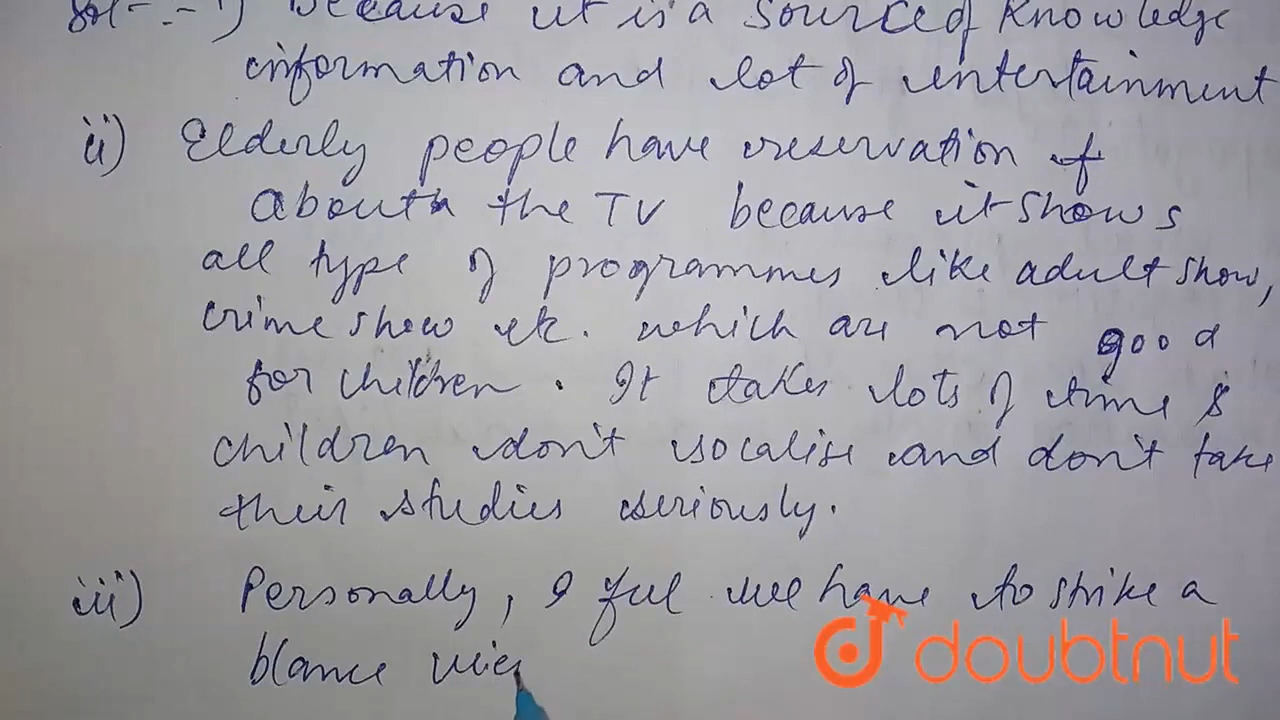 Sol - :- 1) Because it is a Source of Knowledge
information and lot of entertainment
ii) Elderly people have reservation of
about the TV because it shows
all type of programmes like adult show,
crime show etc. which are not good
for children. It takes lots of time &
children don't socalise and don't take
their studies seriously.
iii) Personally, I feel we have to strike a
blance
doubtnut